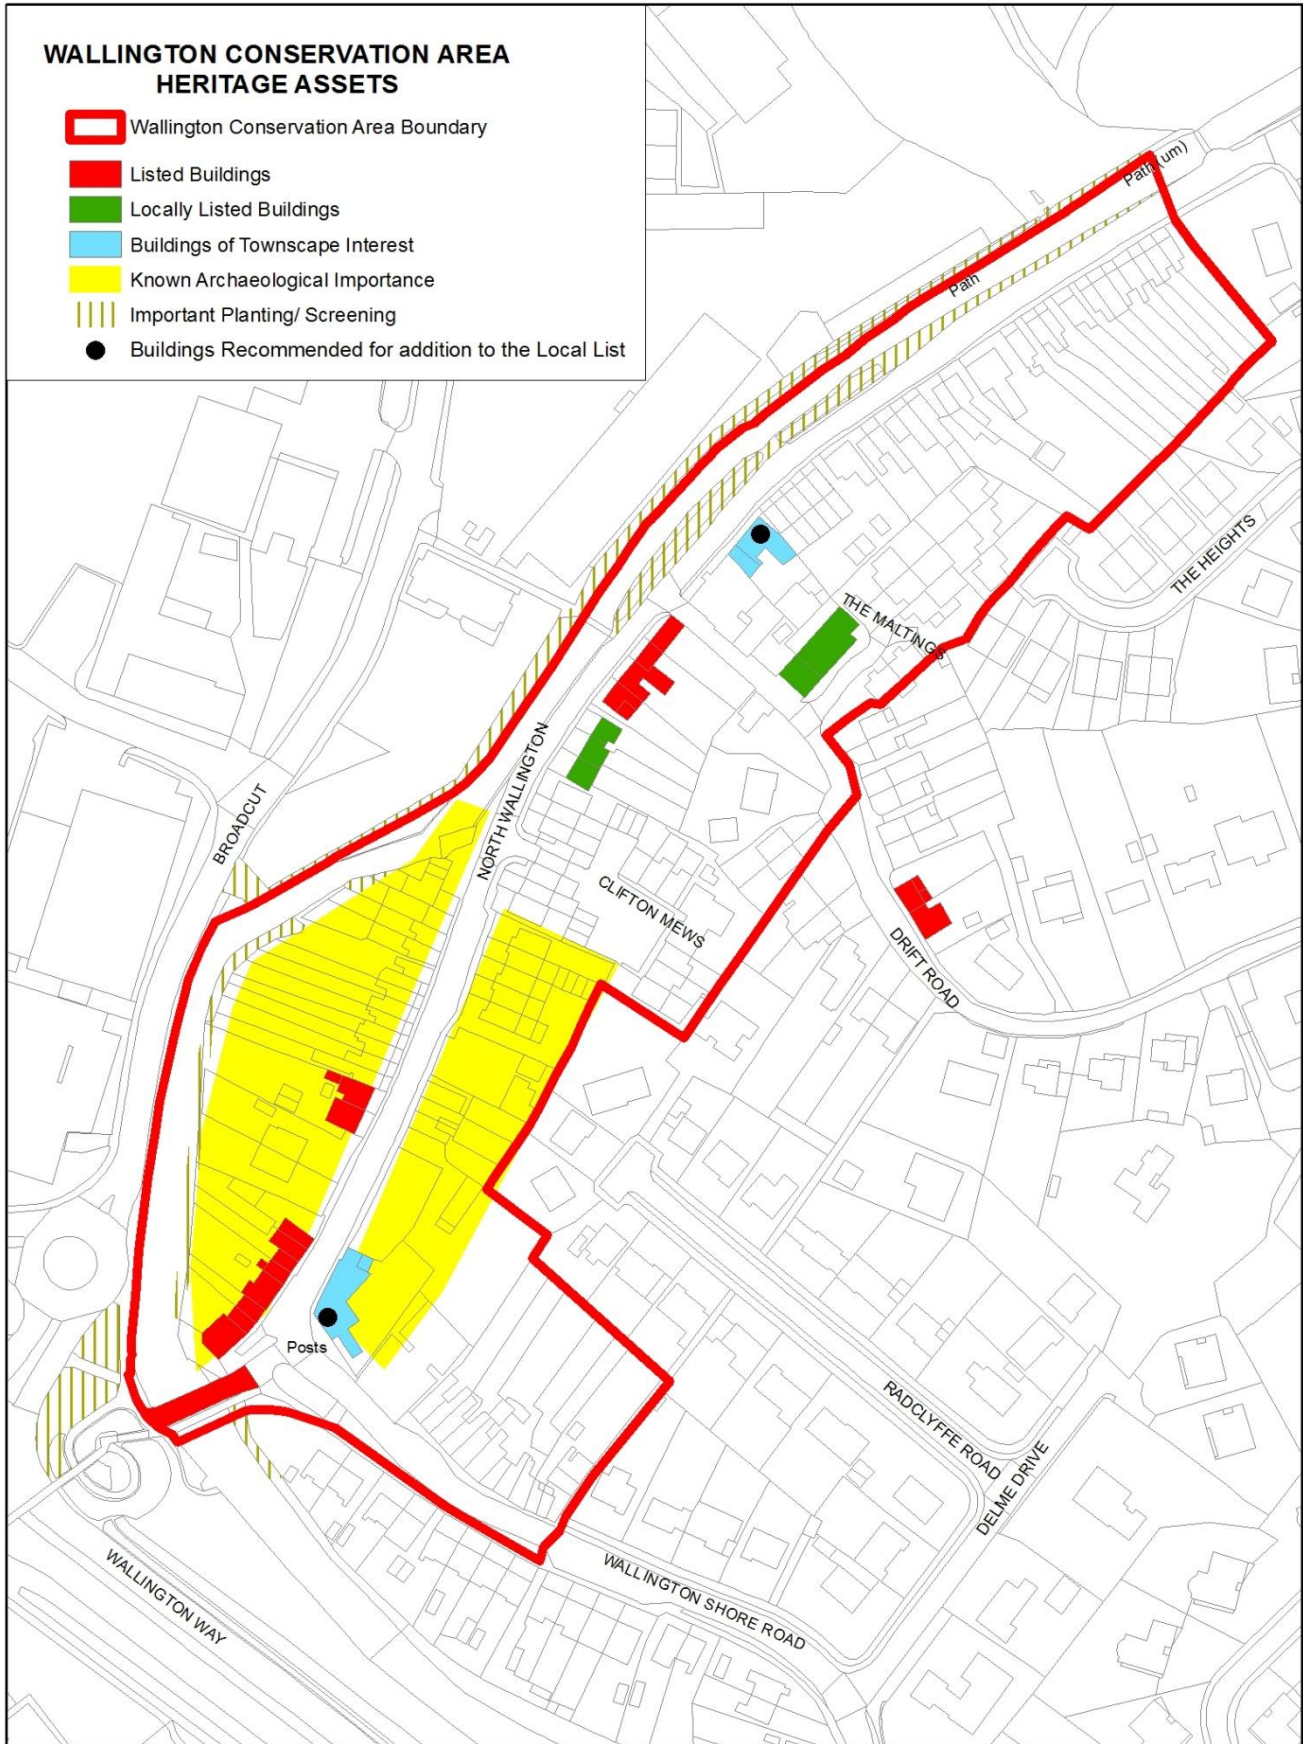 WALLINGTON CONSERVATION AREA
HERITAGE ASSETS
Wallington Conservation Area Boundary
Listed Buildings
Locally Listed Buildings
Buildings of Townscape Interest
Known Archaeological Importance
Important Planting/ Screening
Buildings Recommended for addition to the Local List
Path (um)
Path
THE HEIGHTS
THE MALTINGS
NORTH WALLINGTON
BROADCUT
CLIFTON MEWS
DRIFT ROAD
Posts
RADCLYFFE ROAD
DELME DRIVE
WALLINGTON SHORE ROAD
WALLINGTON WAY